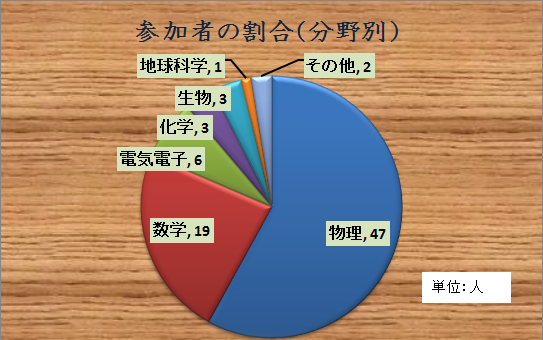 参加者の割合(分野別)
地球科学, 1
その他, 2
生物, 3
化学, 3
電気電子, 6
数学, 19
物理, 47
単位:人